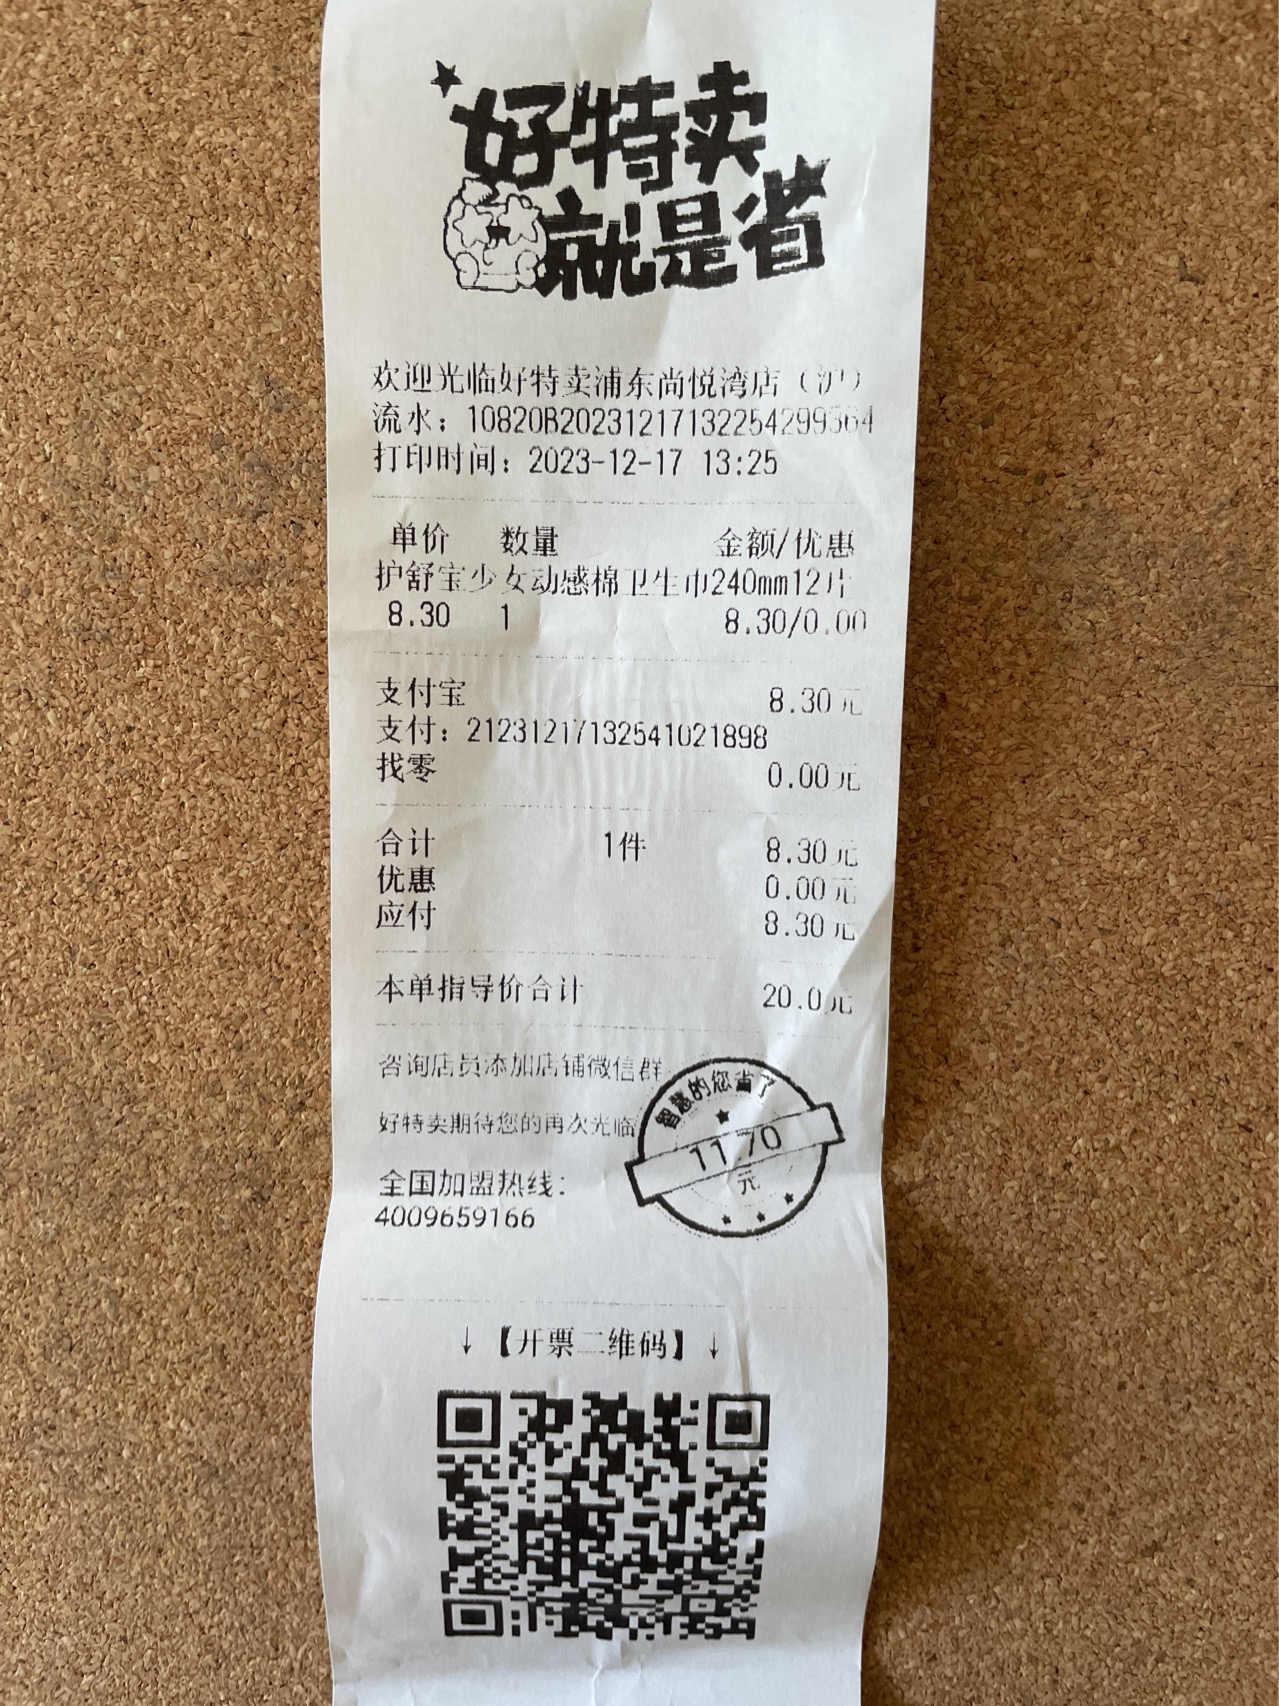 好特卖
就是省
欢迎光临好特卖浦东尚悦湾店（沪）
流水：10820B20231217132254299364
打印时间：2023-12-17 13:25
单价 数量 金额/优惠
护舒宝少女动感棉卫生巾240mm12片
8.30 1 8.30/0.00
支付宝 8.30元
支付：21231217132541021898
找零 0.00元
合计 1件 8.30元
优惠 0.00元
应付 8.30元
本单指导价合计 20.0元
咨询店员添加店铺微信群
好特卖期待您的再次光临
智慧的您省了
11.70
元
全国加盟热线：
4009659166
↓【开票二维码】↓